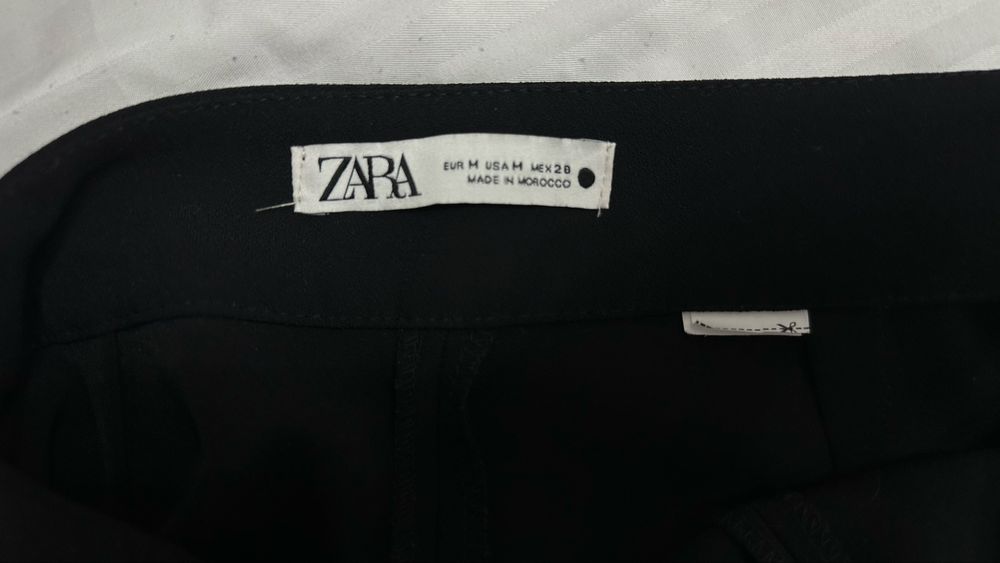 ZARA
EUR M USA M MEX 28
MADE IN MOROCCO